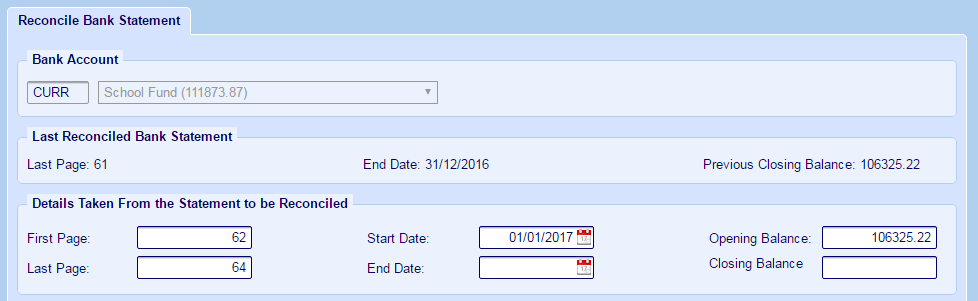 Reconcile Bank Statement
Bank Account
CURR School Fund (111873.87)
Last Reconciled Bank Statement
Last Page: 61 End Date: 31/12/2016 Previous Closing Balance: 106325.22
Details Taken From the Statement to be Reconciled
First Page: 62 Start Date: 01/01/2017 Opening Balance: 106325.22
Last Page: 64 End Date: Closing Balance